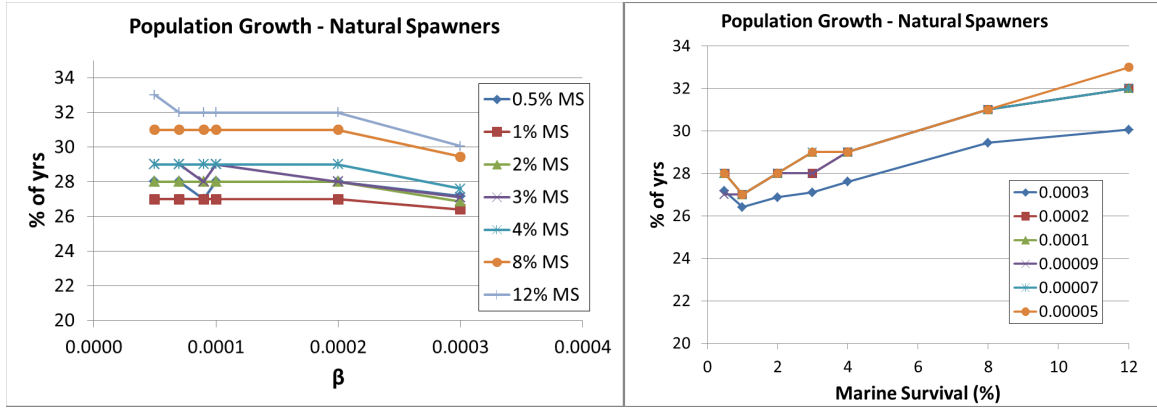 Population Growth - Natural Spawners
% of yrs
34
32
30
28
26
24
22
20
0.0000
0.0001
0.0002
0.0003
0.0004
β
0.5% MS
1% MS
2% MS
3% MS
4% MS
8% MS
12% MS
Population Growth - Natural Spawners
% of yrs
34
32
30
28
26
24
22
20
0
2
4
6
8
10
12
Marine Survival (%)
0.0003
0.0002
0.0001
0.00009
0.00007
0.00005